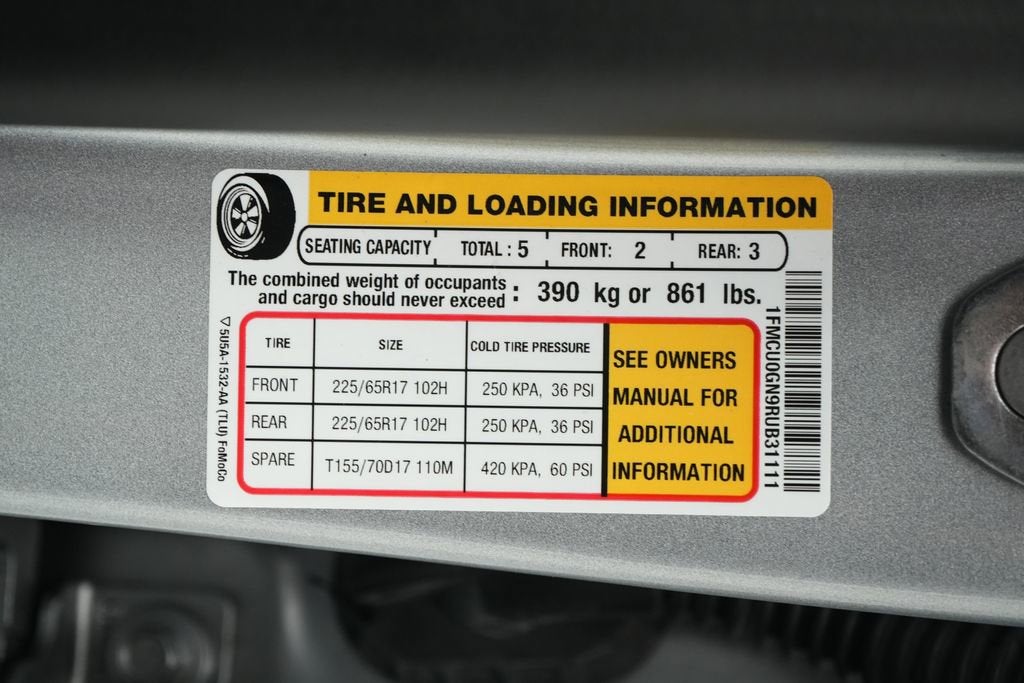 TIRE AND LOADING INFORMATION
SEATING CAPACITY TOTAL: 5 FRONT: 2 REAR: 3
The combined weight of occupants
and cargo should never exceed : 390 kg or 861 lbs.
TIRE SIZE COLD TIRE PRESSURE
FRONT 225/65R17 102H 250 KPA, 36 PSI
REAR 225/65R17 102H 250 KPA, 36 PSI
SPARE T155/70D17 110M 420 KPA, 60 PSI
SEE OWNERS
MANUAL FOR
ADDITIONAL
INFORMATION
1FMCU0GN9RUB31111
5U5A-1532-AA (TLU) FoMoCo